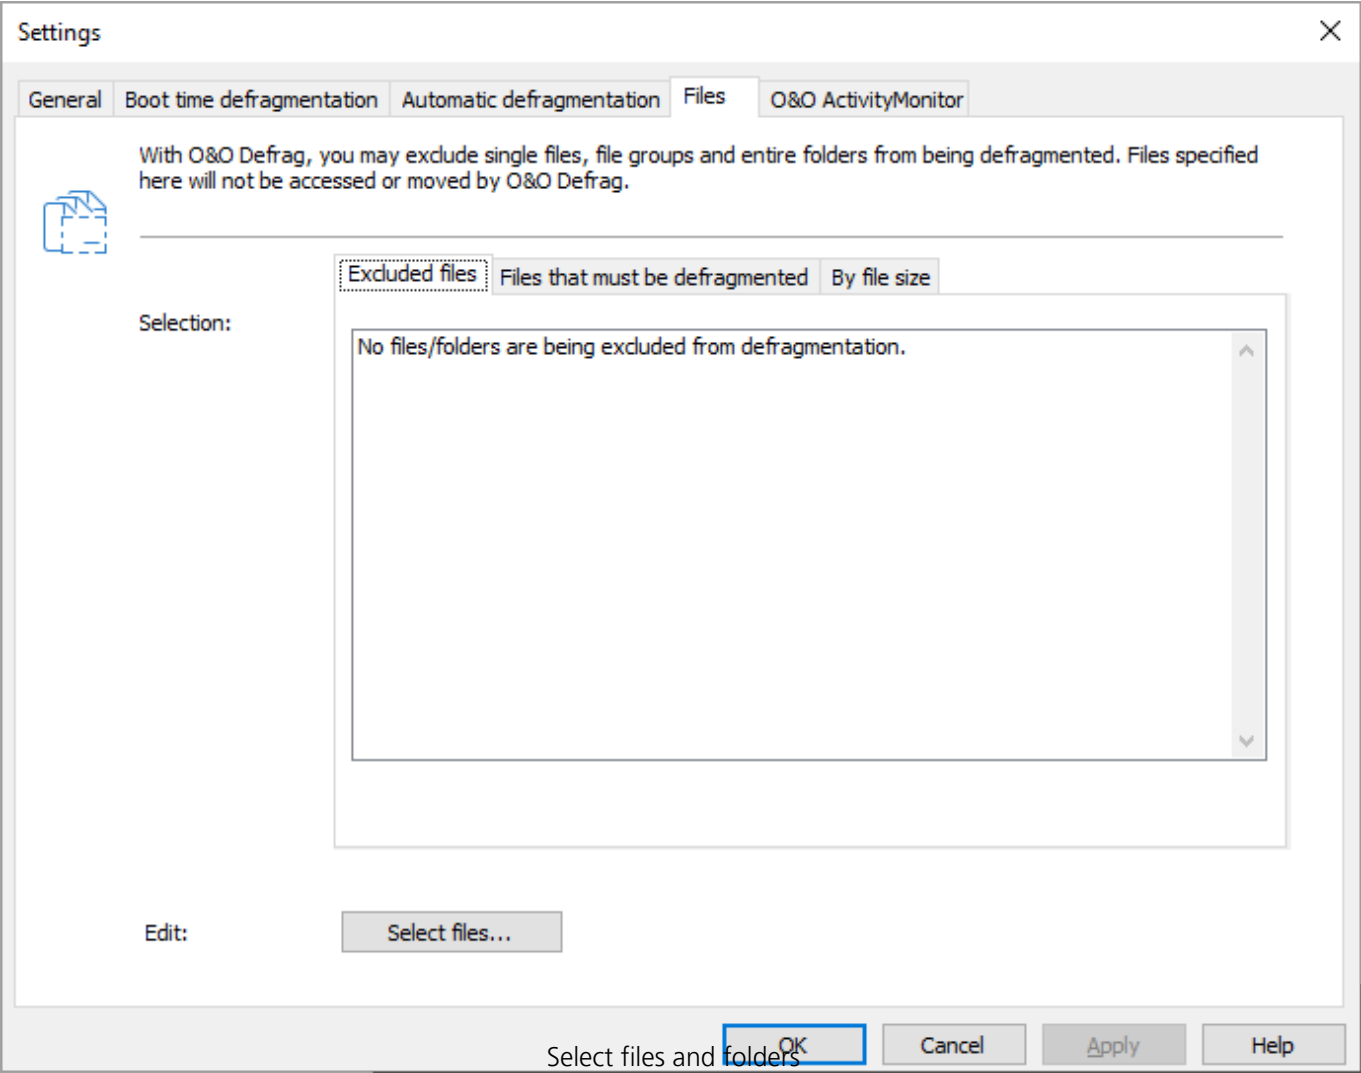 Settings
General
Boot time defragmentation
Automatic defragmentation
Files
O&O ActivityMonitor
With O&O Defrag, you may exclude single files, file groups and entire folders from being defragmented. Files specified
here will not be accessed or moved by O&O Defrag.
Excluded files
Files that must be defragmented
By file size
Selection:
No files/folders are being excluded from defragmentation.
Edit:
Select files...
OK
Cancel
Apply
Help
Select files and folders